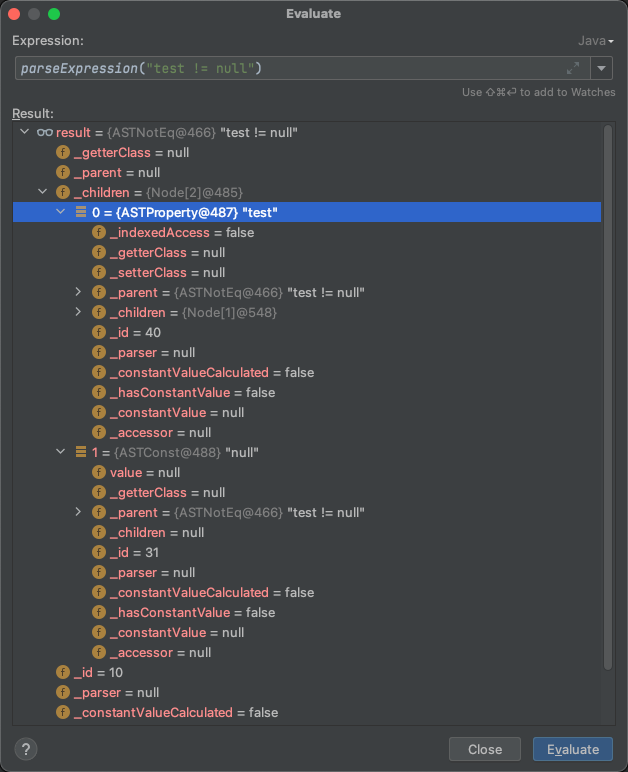 Evaluate
Expression:
Java
parseExpression("test != null")
Use ⇧⌘⏎ to add to Watches
Result:
result = {ASTNotEq@466} "test != null"
f _getterClass = null
f _parent = null
f _children = {Node[2]@485}
0 = {ASTProperty@487} "test"
f _indexedAccess = false
f _getterClass = null
f _setterClass = null
f _parent = {ASTNotEq@466} "test != null"
f _children = {Node[1]@548}
f _id = 40
f _parser = null
f _constantValueCalculated = false
f _hasConstantValue = false
f _constantValue = null
f _accessor = null
1 = {ASTConst@488} "null"
f value = null
f _getterClass = null
f _parent = {ASTNotEq@466} "test != null"
f _children = null
f _id = 31
f _parser = null
f _constantValueCalculated = false
f _hasConstantValue = false
f _constantValue = null
f _accessor = null
f _id = 10
f _parser = null
f _constantValueCalculated = false
? Close Evaluate